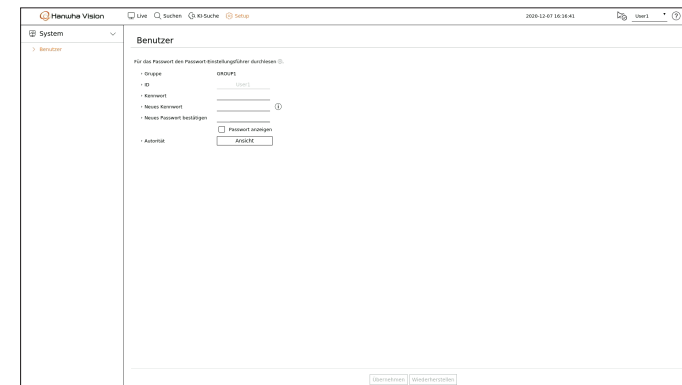 Hanwha Vision Live Suchen KI-Suche Setup 2020-12-07 16:16:41 User1
System
Benutzer
Benutzer
Für das Passwort den Passwort-Einstellungsführer durchlesen
Gruppe GROUP1
ID User1
Kennwort
Neues Kennwort
Neues Passwort bestätigen
Passwort anzeigen
Autorität Ansicht
Übernehmen Wiederherstellen